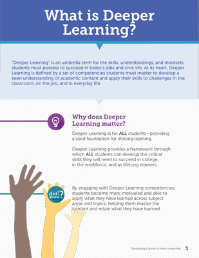 What is Deeper
Learning?
"Deeper Learning" is an umbrella term for the skills, understandings, and mindsets
students must possess to succeed in today's jobs and civic life. At its heart, Deeper
Learning is defined by a set of competencies students must master to develop a
keen understanding of academic content and apply their skills to challenges in the
classroom, on the job, and in everyday life.
Why does Deeper
Learning matter?
Deeper Learning is for ALL students—providing
a solid foundation for lifelong learning.
Deeper Learning provides a framework through
which ALL students can develop the critical
skills they will need to succeed in college,
in the workforce, and as lifelong learners.
By engaging with Deeper Learning competencies,
students become more motivated and able to
apply what they have learned across subject
areas and topics, helping them master the
content and retain what they have learned.
5